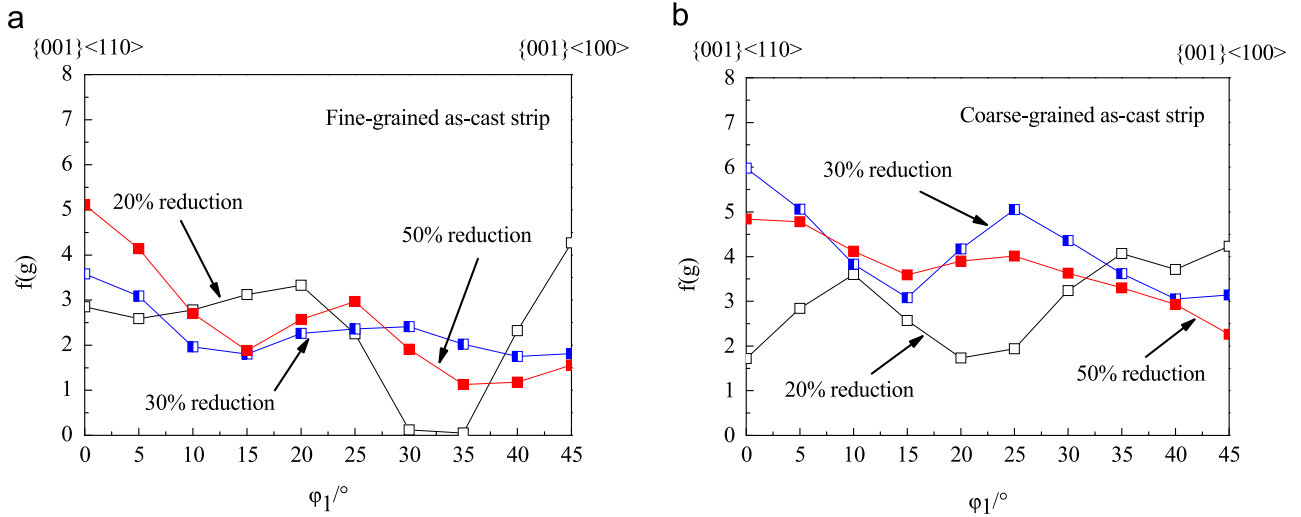 a
{001}<110>
{001}<100>
8
7
6
5
4
3
2
1
0
f(g)
Fine-grained as-cast strip
20% reduction
50% reduction
30% reduction
0 5 10 15 20 25 30 35 40 45
φ1/°
b
{001}<110>
{001}<100>
8
7
6
5
4
3
2
1
0
f(g)
Coarse-grained as-cast strip
30% reduction
20% reduction
50% reduction
0 5 10 15 20 25 30 35 40 45
φ1/°